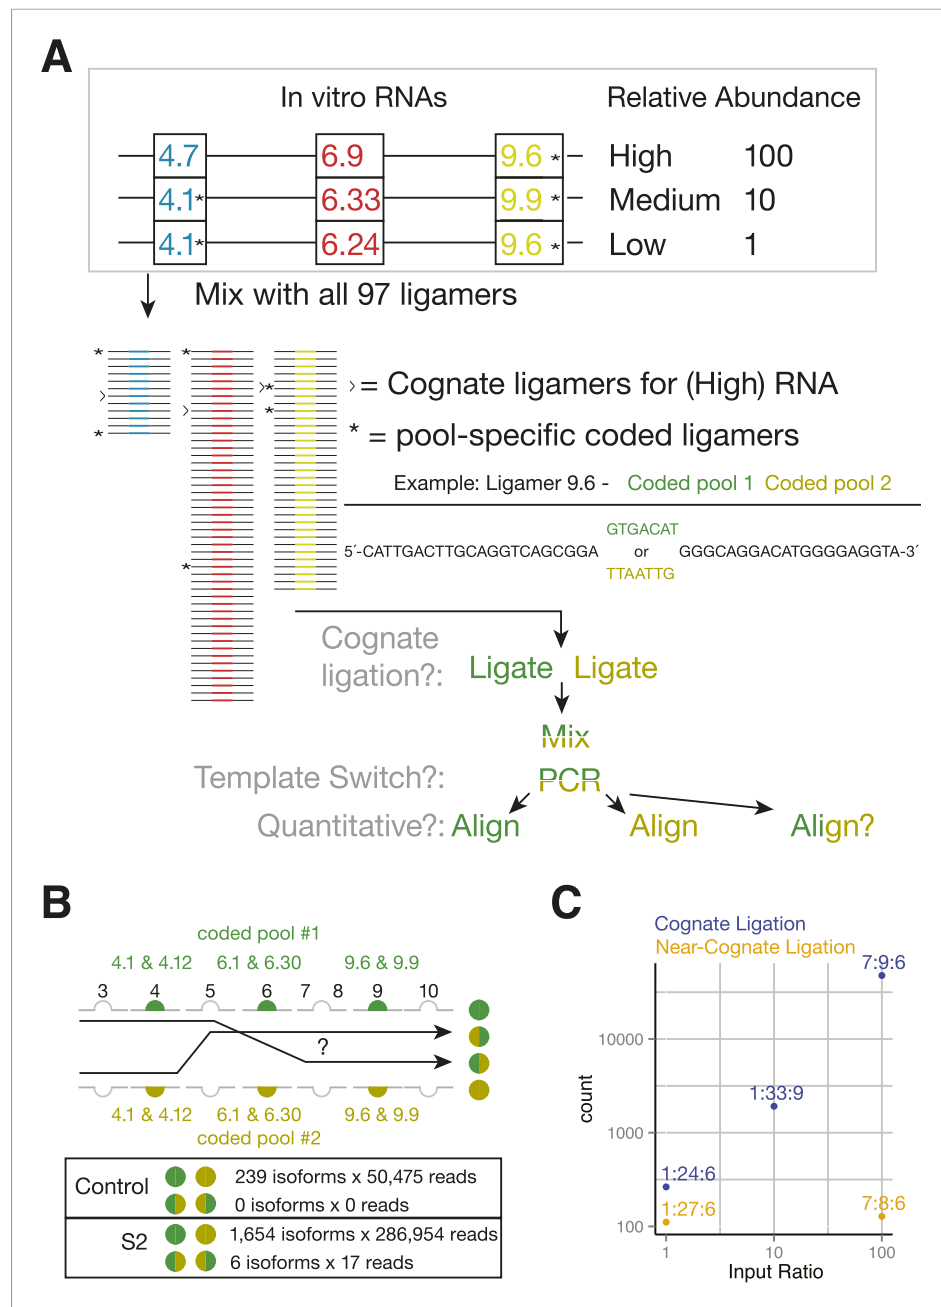 A
In vitro RNAs Relative Abundance
4.7 6.9 9.6 * High 100
4.1* 6.33 9.9 * Medium 10
4.1* 6.24 9.6 * Low 1
Mix with all 97 ligamers
* * *
> = Cognate ligamers for (High) RNA
* = pool-specific coded ligamers
Example: Ligamer 9.6 - Coded pool 1 Coded pool 2
GTGACAT
5´-CATTGACTTGCAGGTCAGCGGA or GGGCAGGACATGGGGAGGTA-3´
TTAATTG
Cognate
ligation?: Ligate Ligate
Mix
Template Switch?: PCR
Quantitative?: Align Align Align?
B
coded pool #1
4.1 & 4.12 6.1 & 6.30 9.6 & 9.9
3 4 5 6 7 8 9 10
?
4.1 & 4.12 6.1 & 6.30 9.6 & 9.9
coded pool #2
Control 239 isoforms x 50,475 reads
0 isoforms x 0 reads
S2 1,654 isoforms x 286,954 reads
6 isoforms x 17 reads
C
Cognate Ligation
Near-Cognate Ligation
7:9:6
10000
1:33:9
count
1000
1:24:6
1:27:6 7:8:6
100
1 10 100
Input Ratio